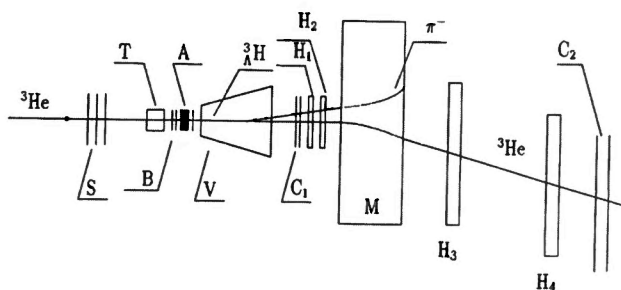 H₂
T A ³ΛH H₁ π⁻ C₂
³He
³He
S B V C₁ M H₃ H₄